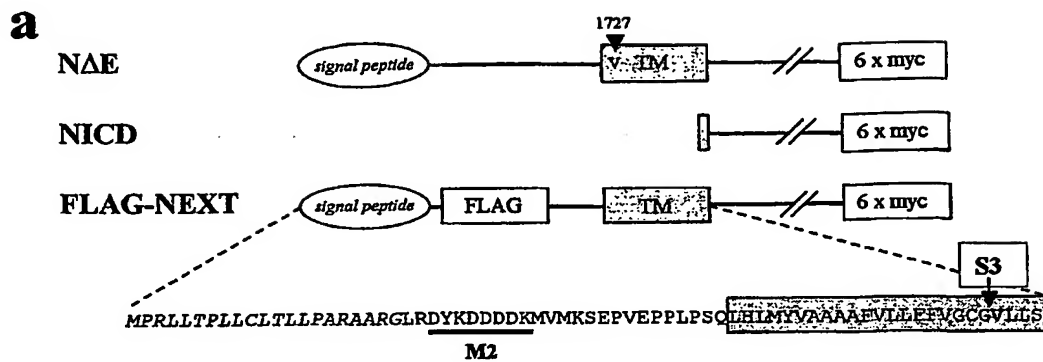 a
1727
NΔE signal peptide V TM 6 x myc
NICD 6 x myc
FLAG-NEXT signal peptide FLAG TM 6 x myc
S3
MPRLLTPLLCLTLLPARAARGLRDYKDDDDKMVMKSEPVEPPLPSQLHLMYVAAAAFVLLFFVGCGVLLS
M2